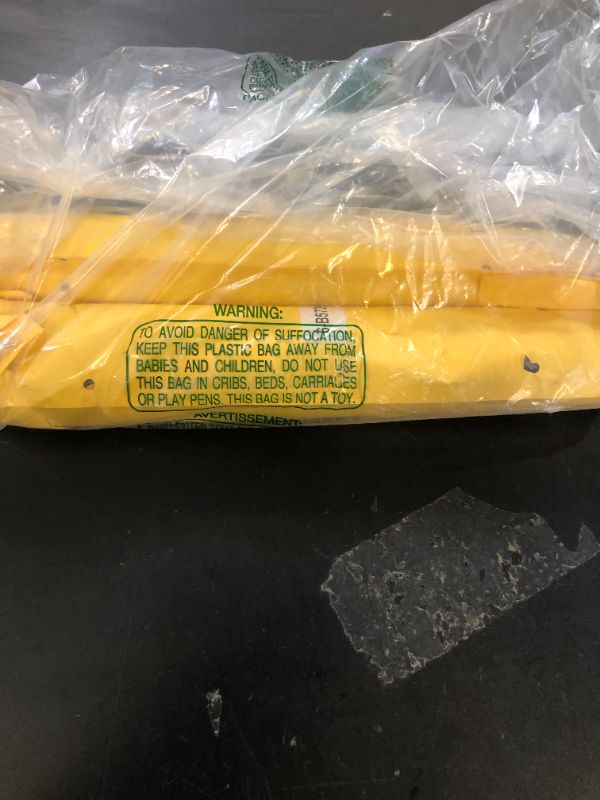 PAC
WARNING:
TO AVOID DANGER OF SUFFOCATION,
KEEP THIS PLASTIC BAG AWAY FROM
BABIES AND CHILDREN, DO NOT USE
THIS BAG IN CRIBS, BEDS, CARRIAGES
OR PLAY PENS. THIS BAG IS NOT A TOY.
AVERTISSEMENT: